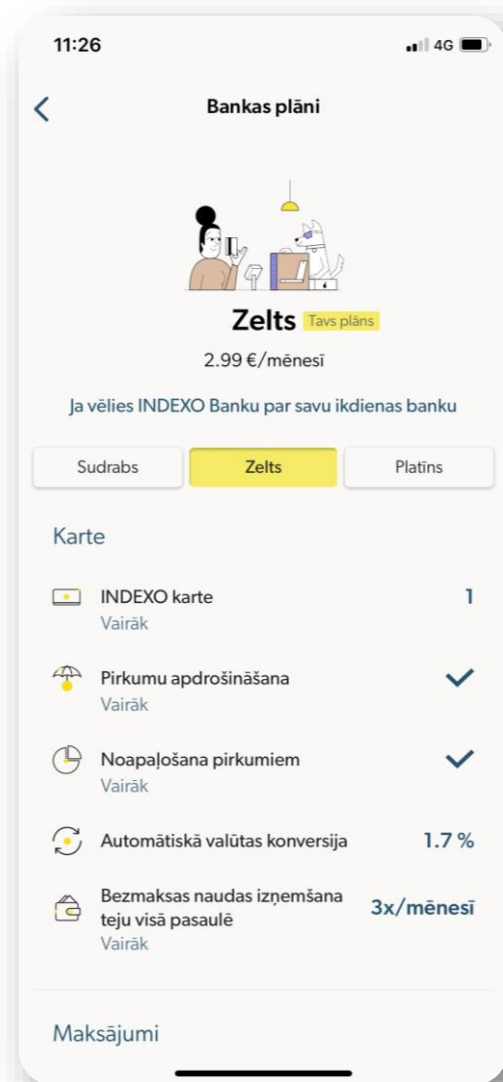 11:26
4G
Bankas plāni
Zelts Tavs plāns
2.99 €/mēnesī
Ja vēlies INDEXO Banku par savu ikdienas banku
Sudrabs Zelts Platīns
Karte
INDEXO karte 1
Vairāk
Pirkumu apdrošināšana
Vairāk
Noapaļošana pirkumiem
Vairāk
Automātiskā valūtas konversija 1.7 %
Bezmaksas naudas izņemšana
teju visā pasaulē 3x/mēnesī
Vairāk
Maksājumi